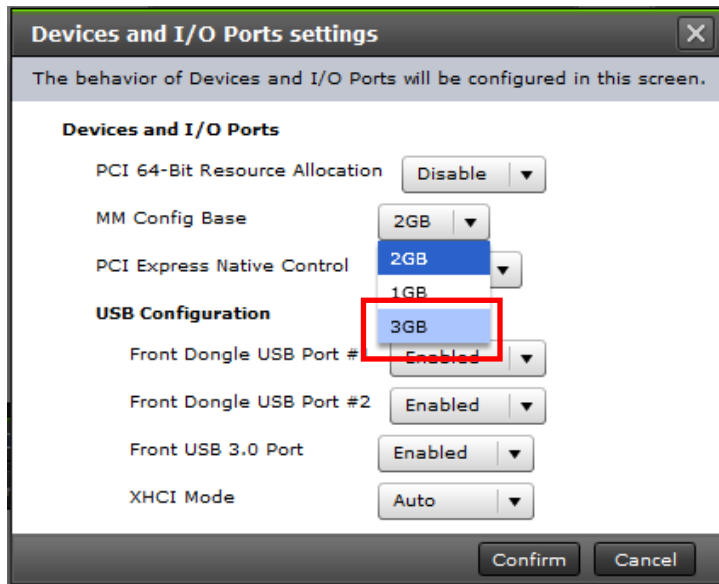 Devices and I/O Ports settings
The behavior of Devices and I/O Ports will be configured in this screen.
Devices and I/O Ports
PCI 64-Bit Resource Allocation Disable
MM Config Base 2GB
2GB
PCI Express Native Control
1GB
USB Configuration
3GB
Front Dongle USB Port # Enabled
Front Dongle USB Port #2 Enabled
Front USB 3.0 Port Enabled
XHCI Mode Auto
Confirm Cancel